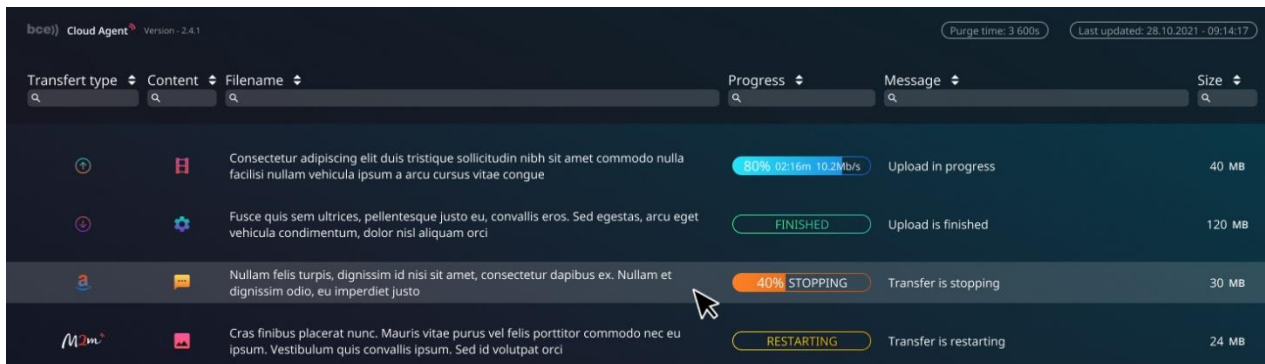 bce)) Cloud Agent Version - 2.4.1 Purge time: 3 600s Last updated: 28.10.2021 - 09:14:17
Transfert type Content Filename Progress Message Size
Consectetur adipiscing elit duis tristique sollicitudin nibh sit amet commodo nulla
facilisi nullam vehicula ipsum a arcu cursus vitae congue
80% 02:16m 10.2Mb/s Upload in progress 40 MB
Fusce quis sem ultrices, pellentesque justo eu, convallis eros. Sed egestas, arcu eget
vehicula condimentum, dolor nisl aliquam orci
FINISHED Upload is finished 120 MB
a Nullam felis turpis, dignissim id nisi sit amet, consectetur dapibus ex. Nullam et
dignissim odio, eu imperdiet justo
40% STOPPING Transfer is stopping 30 MB
M2m Cras finibus placerat nunc. Mauris vitae purus vel felis porttitor commodo nec eu
ipsum. Vestibulum quis convallis ipsum. Sed id volutpat orci
RESTARTING Transfer is restarting 24 MB